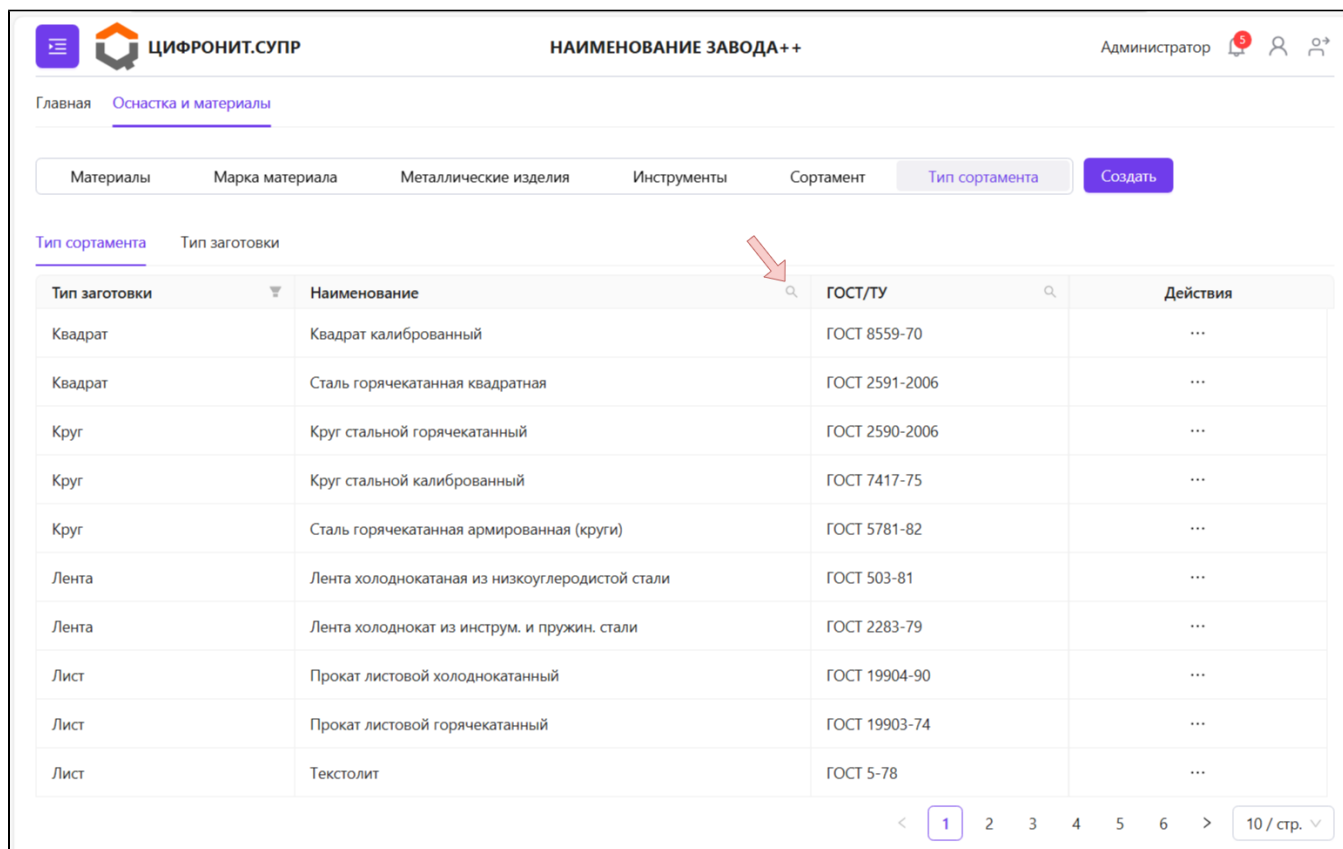 ЦИФРОНИТ.СУПР НАИМЕНОВАНИЕ ЗАВОДА++ Администратор 5
Главная Оснастка и материалы
Материалы Марка материала Металлические изделия Инструменты Сортамент Тип сортамента Создать
Тип сортамента Тип заготовки
Тип заготовки Наименование ГОСТ/ТУ Действия
Квадрат Квадрат калиброванный ГОСТ 8559-70 ...
Квадрат Сталь горячекатанная квадратная ГОСТ 2591-2006 ...
Круг Круг стальной горячекатанный ГОСТ 2590-2006 ...
Круг Круг стальной калиброванный ГОСТ 7417-75 ...
Круг Сталь горячекатанная армированная (круги) ГОСТ 5781-82 ...
Лента Лента холоднокатаная из низкоуглеродистой стали ГОСТ 503-81 ...
Лента Лента холоднокат из инструм. и пружин. стали ГОСТ 2283-79 ...
Лист Прокат листовой холоднокатанный ГОСТ 19904-90 ...
Лист Прокат листовой горячекатанный ГОСТ 19903-74 ...
Лист Текстолит ГОСТ 5-78 ...
< 1 2 3 4 5 6 > 10 / стр.